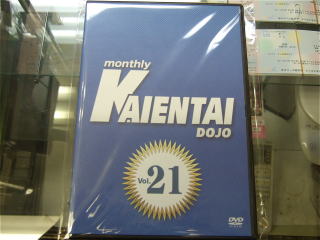 monthly
KAIENTAI
DOJO
Vol. 21
DVD